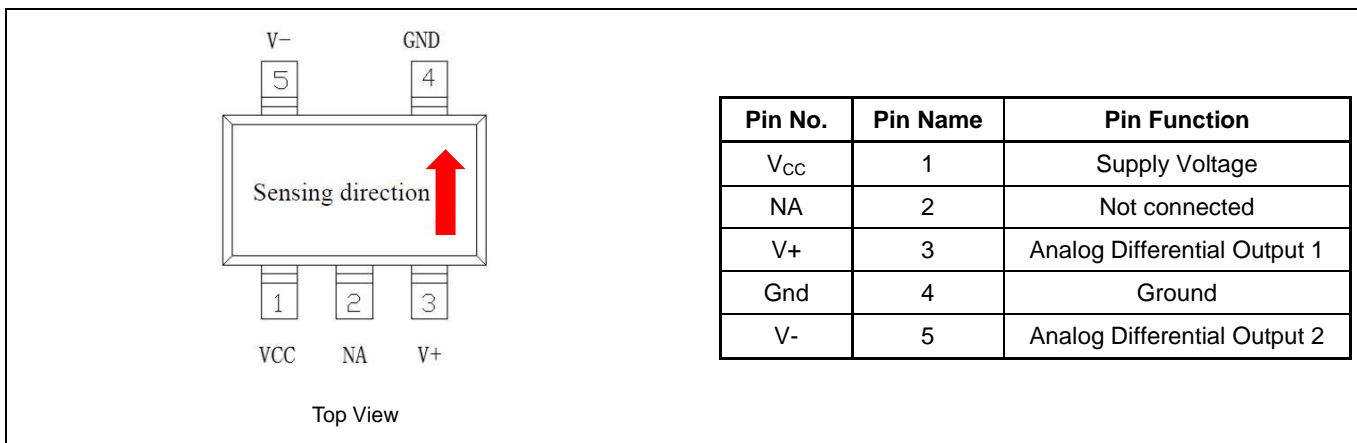 V- GND
5 4
Sensing direction
1 2 3
VCC NA V+
Top View
Pin No. Pin Name Pin Function
VCC 1 Supply Voltage
NA 2 Not connected
V+ 3 Analog Differential Output 1
Gnd 4 Ground
V- 5 Analog Differential Output 2